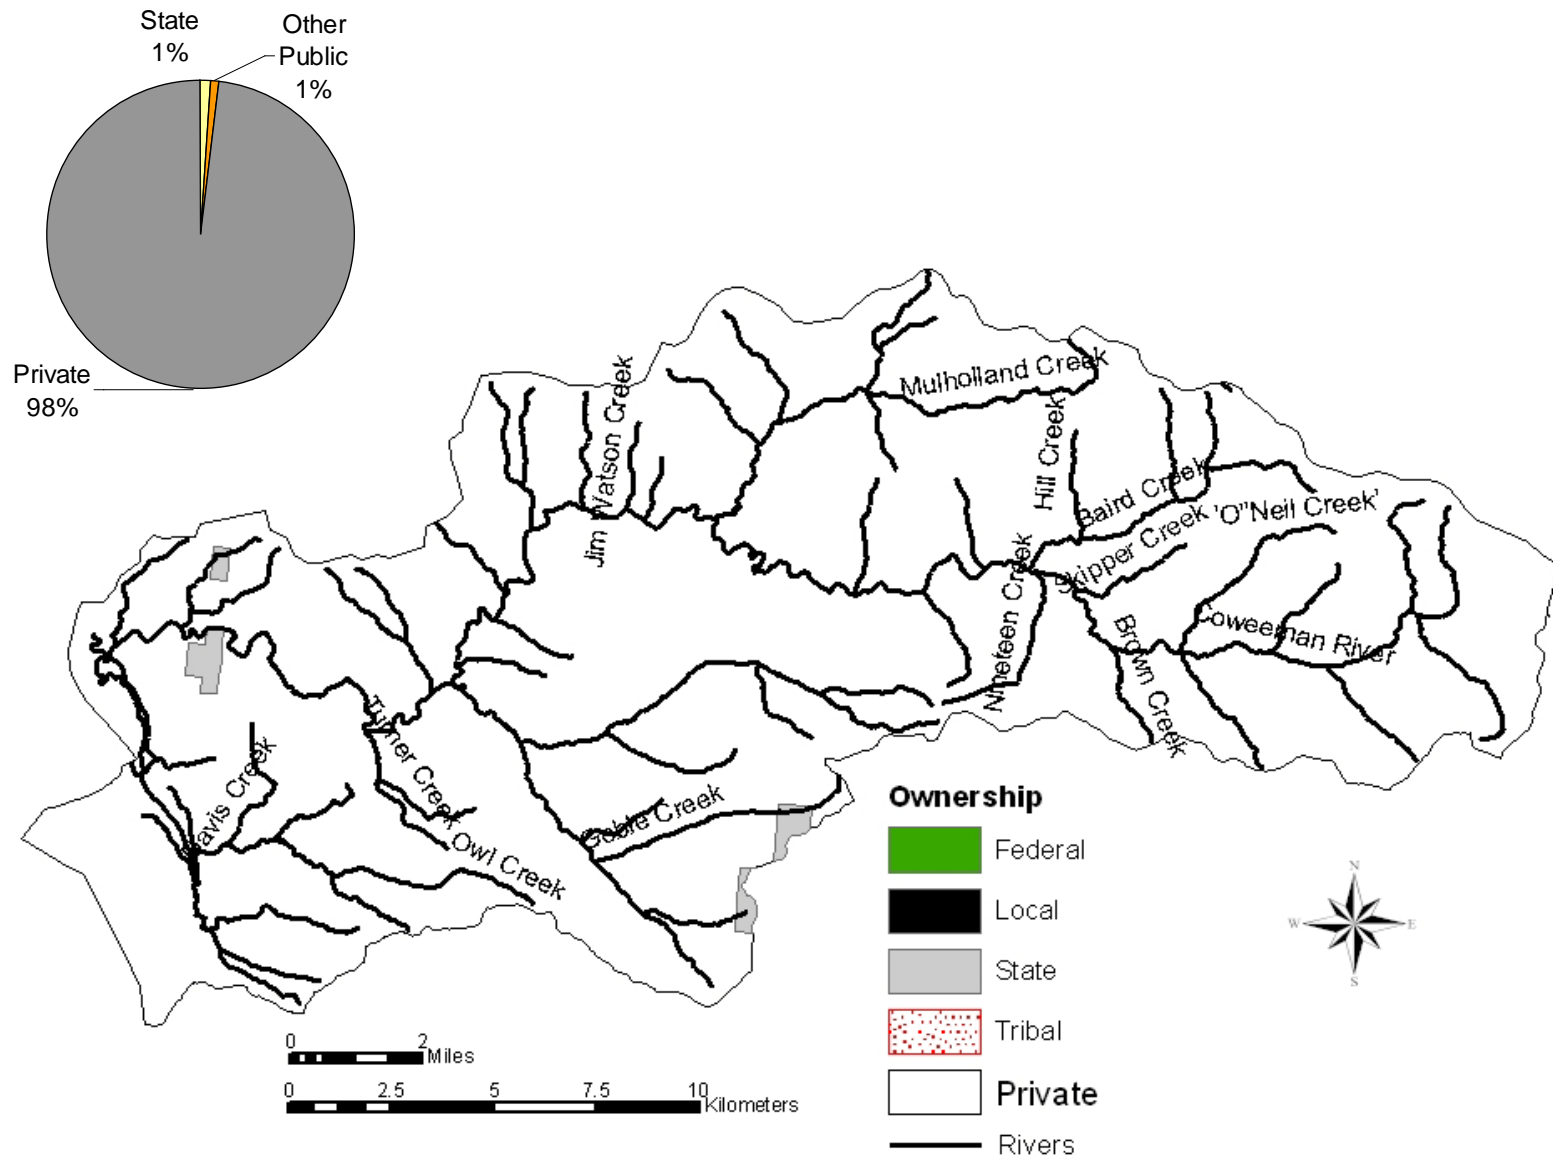 State
1%
Other
Public
1%
Private
98%
Mulholland Creek
Jim Watson Creek
Hill Creek
Baird Creek
'O"Neil Creek'
Skipper Creek
Nineteen Creek
Coweeman River
Brown Creek
Turner Creek
Davis Creek
Goble Creek
Owl Creek
Ownership
Federal
Local
State
Tribal
Private
Rivers
N
W
E
S
0 2
Miles
0 2.5 5 7.5 10
Kilometers